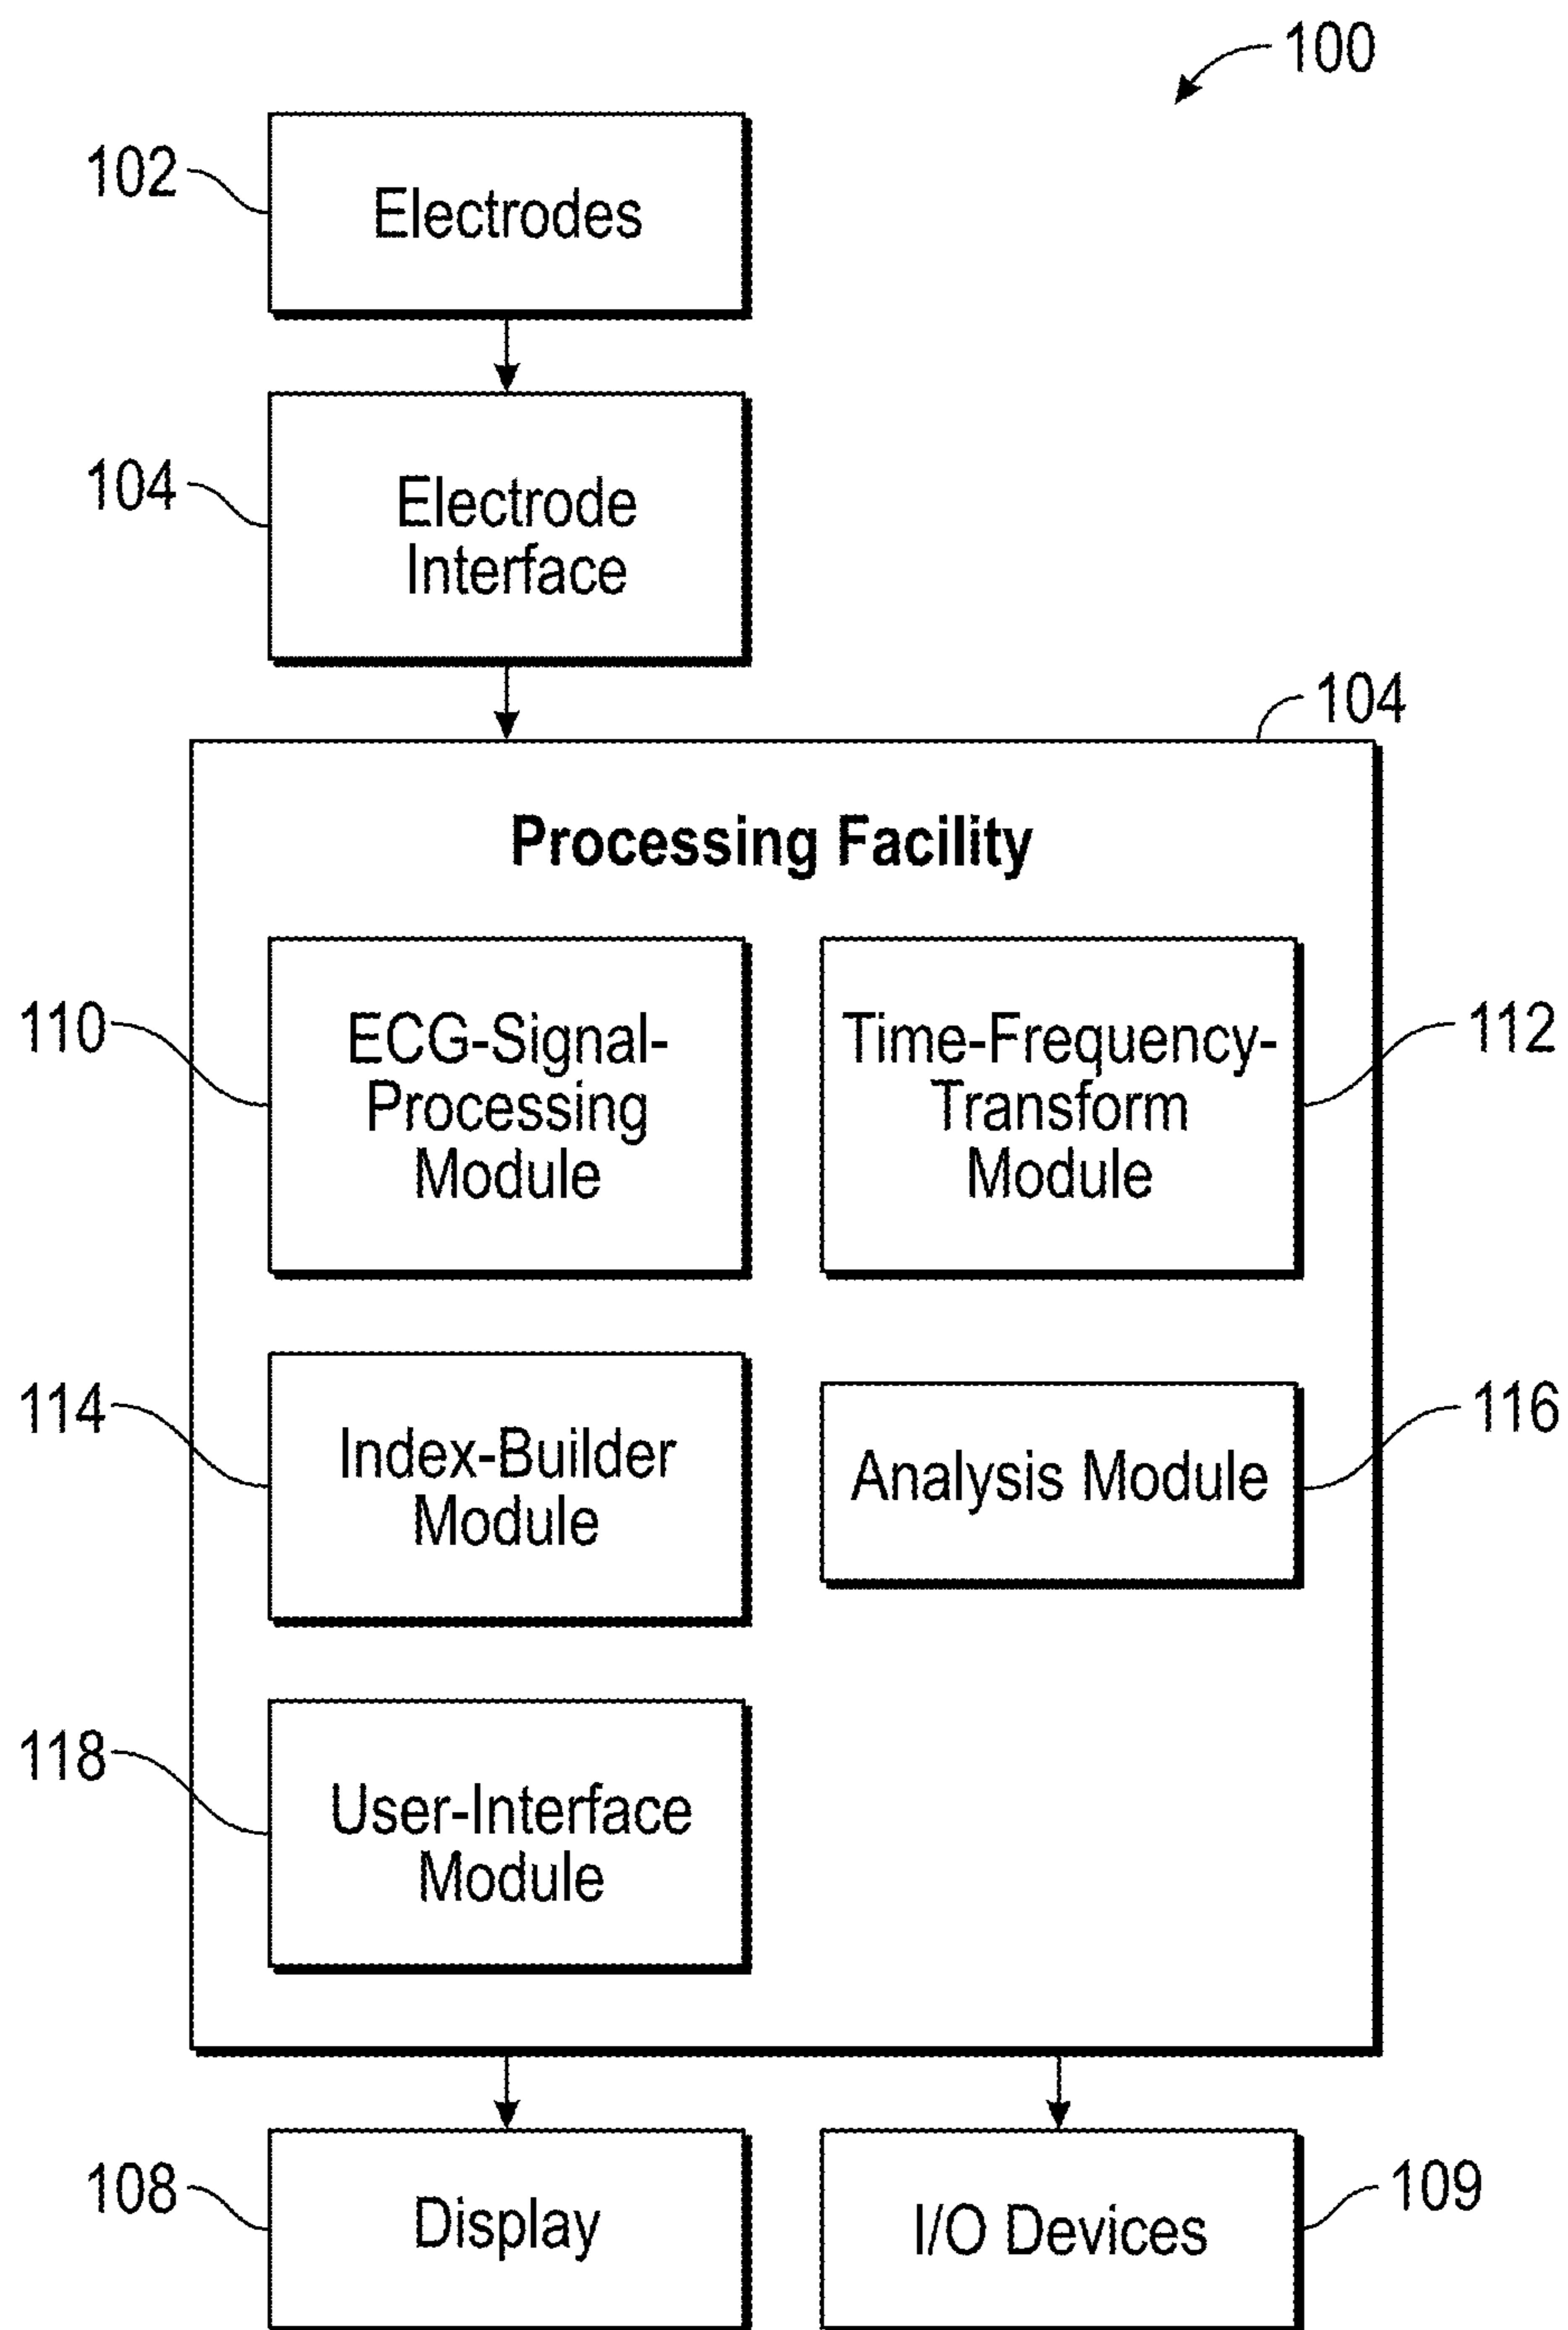 100
102
Electrodes
104
Electrode
Interface
104
Processing Facility
110
ECG-Signal-
Processing
Module
Time-Frequency-
Transform
Module
112
114
Index-Builder
Module
Analysis Module
116
118
User-Interface
Module
108
Display
I/O Devices
109